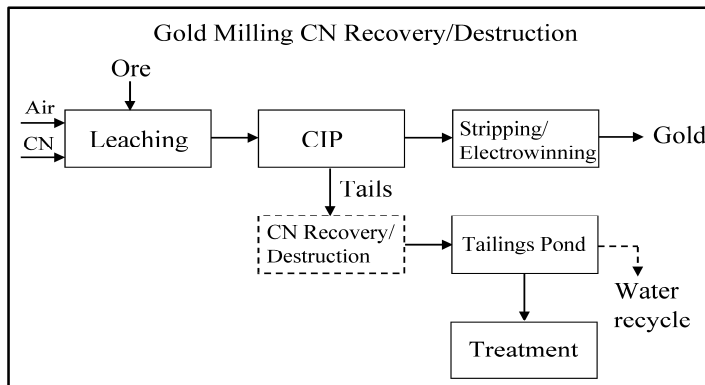 Gold Milling CN Recovery/Destruction
Ore
Air
CN
Leaching
CIP
Stripping/
Electrowinning
Gold
Tails
CN Recovery/
Destruction
Tailings Pond
Water
recycle
Treatment